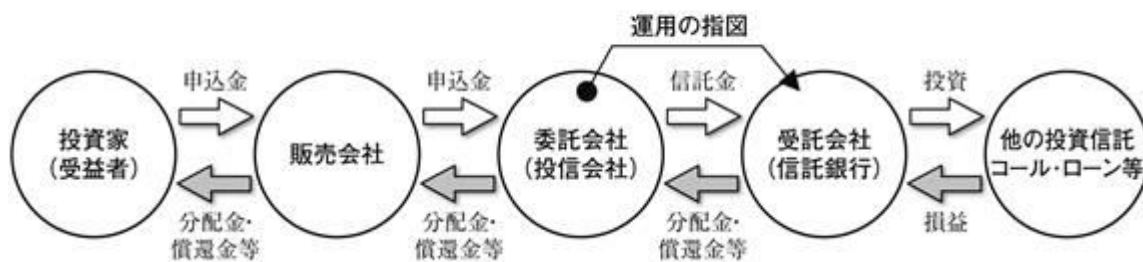 運用の指図
申込金
申込金
信託金
投資
投資家
(受益者)
販売会社
委託会社
(投信会社)
受託会社
(信託銀行)
他の投資信託
コール・ローン等
分配金・
償還金等
分配金・
償還金等
分配金・
償還金等
損益